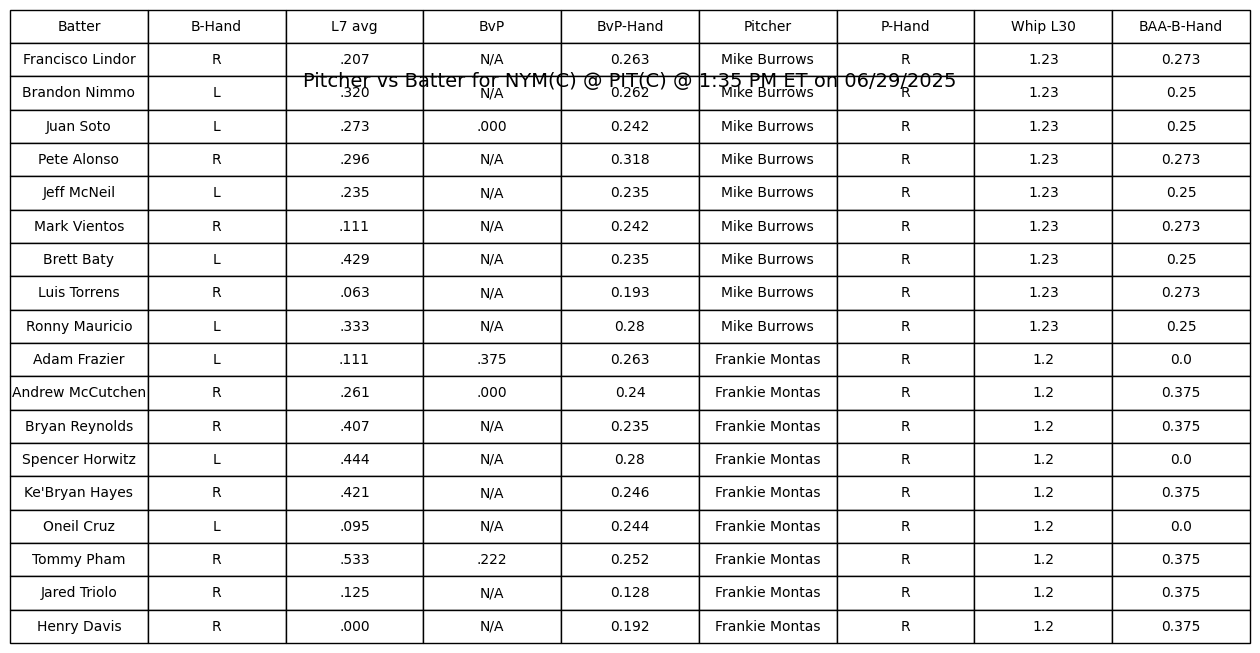 Batter B-Hand L7 avg BvP BvP-Hand Pitcher P-Hand Whip L30 BAA-B-Hand
Francisco Lindor R .207 N/A 0.263 Mike Burrows R 1.23 0.273
Pitcher vs Batter for NYM(C) @ PIT(C) @ 1:35 PM ET on 06/29/2025
Brandon Nimmo L .320 N/A 0.262 Mike Burrows R 1.23 0.25
Juan Soto L .273 .000 0.242 Mike Burrows R 1.23 0.25
Pete Alonso R .296 N/A 0.318 Mike Burrows R 1.23 0.273
Jeff McNeil L .235 N/A 0.235 Mike Burrows R 1.23 0.25
Mark Vientos R .111 N/A 0.242 Mike Burrows R 1.23 0.273
Brett Baty L .429 N/A 0.235 Mike Burrows R 1.23 0.25
Luis Torrens R .063 N/A 0.193 Mike Burrows R 1.23 0.273
Ronny Mauricio L .333 N/A 0.28 Mike Burrows R 1.23 0.25
Adam Frazier L .111 .375 0.263 Frankie Montas R 1.2 0.0
Andrew McCutchen R .261 .000 0.24 Frankie Montas R 1.2 0.375
Bryan Reynolds R .407 N/A 0.235 Frankie Montas R 1.2 0.375
Spencer Horwitz L .444 N/A 0.28 Frankie Montas R 1.2 0.0
Ke'Bryan Hayes R .421 N/A 0.246 Frankie Montas R 1.2 0.375
Oneil Cruz L .095 N/A 0.244 Frankie Montas R 1.2 0.0
Tommy Pham R .533 .222 0.252 Frankie Montas R 1.2 0.375
Jared Triolo R .125 N/A 0.128 Frankie Montas R 1.2 0.375
Henry Davis R .000 N/A 0.192 Frankie Montas R 1.2 0.375